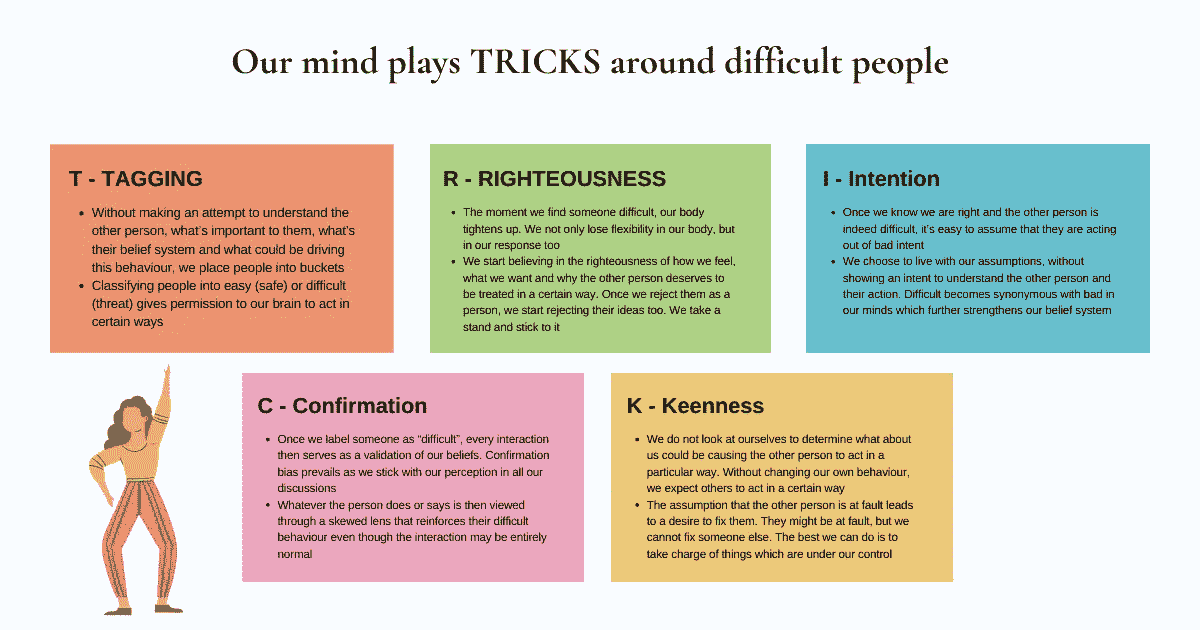 Our mind plays TRICKS around difficult people
T - TAGGING
• Without making an attempt to understand the
other person, what's important to them, what's
their belief system and what could be driving
this behaviour, we place people into buckets
• Classifying people into easy (safe) or difficult
(threat) gives permission to our brain to act in
certain ways
R - RIGHTEOUSNESS
• The moment we find someone difficult, our body
tightens up. We not only lose flexibility in our body, but
in our response too
• We start believing in the righteousness of how we feel,
what we want and why the other person deserves to
be treated in a certain way. Once we reject them as a
person, we start rejecting their ideas too. We take a
stand and stick to it
I - Intention
• Once we know we are right and the other person is
indeed difficult, it's easy to assume that they are acting
out of bad intent
• We choose to live with our assumptions, without
showing an intent to understand the other person and
their action. Difficult becomes synonymous with bad in
our minds which further strengthens our belief system
C - Confirmation
• Once we label someone as “difficult”, every interaction
then serves as a validation of our beliefs. Confirmation
bias prevails as we stick with our perception in all our
discussions
• Whatever the person does or says is then viewed
through a skewed lens that reinforces their difficult
behaviour even though the interaction may be entirely
normal
K - Keenness
• We do not look at ourselves to determine what about
us could be causing the other person to act in a
particular way. Without changing our own behaviour,
we expect others to act in a certain way
• The assumption that the other person is at fault leads
to a desire to fix them. They might be at fault, but we
cannot fix someone else. The best we can do is to
take charge of things which are under our control